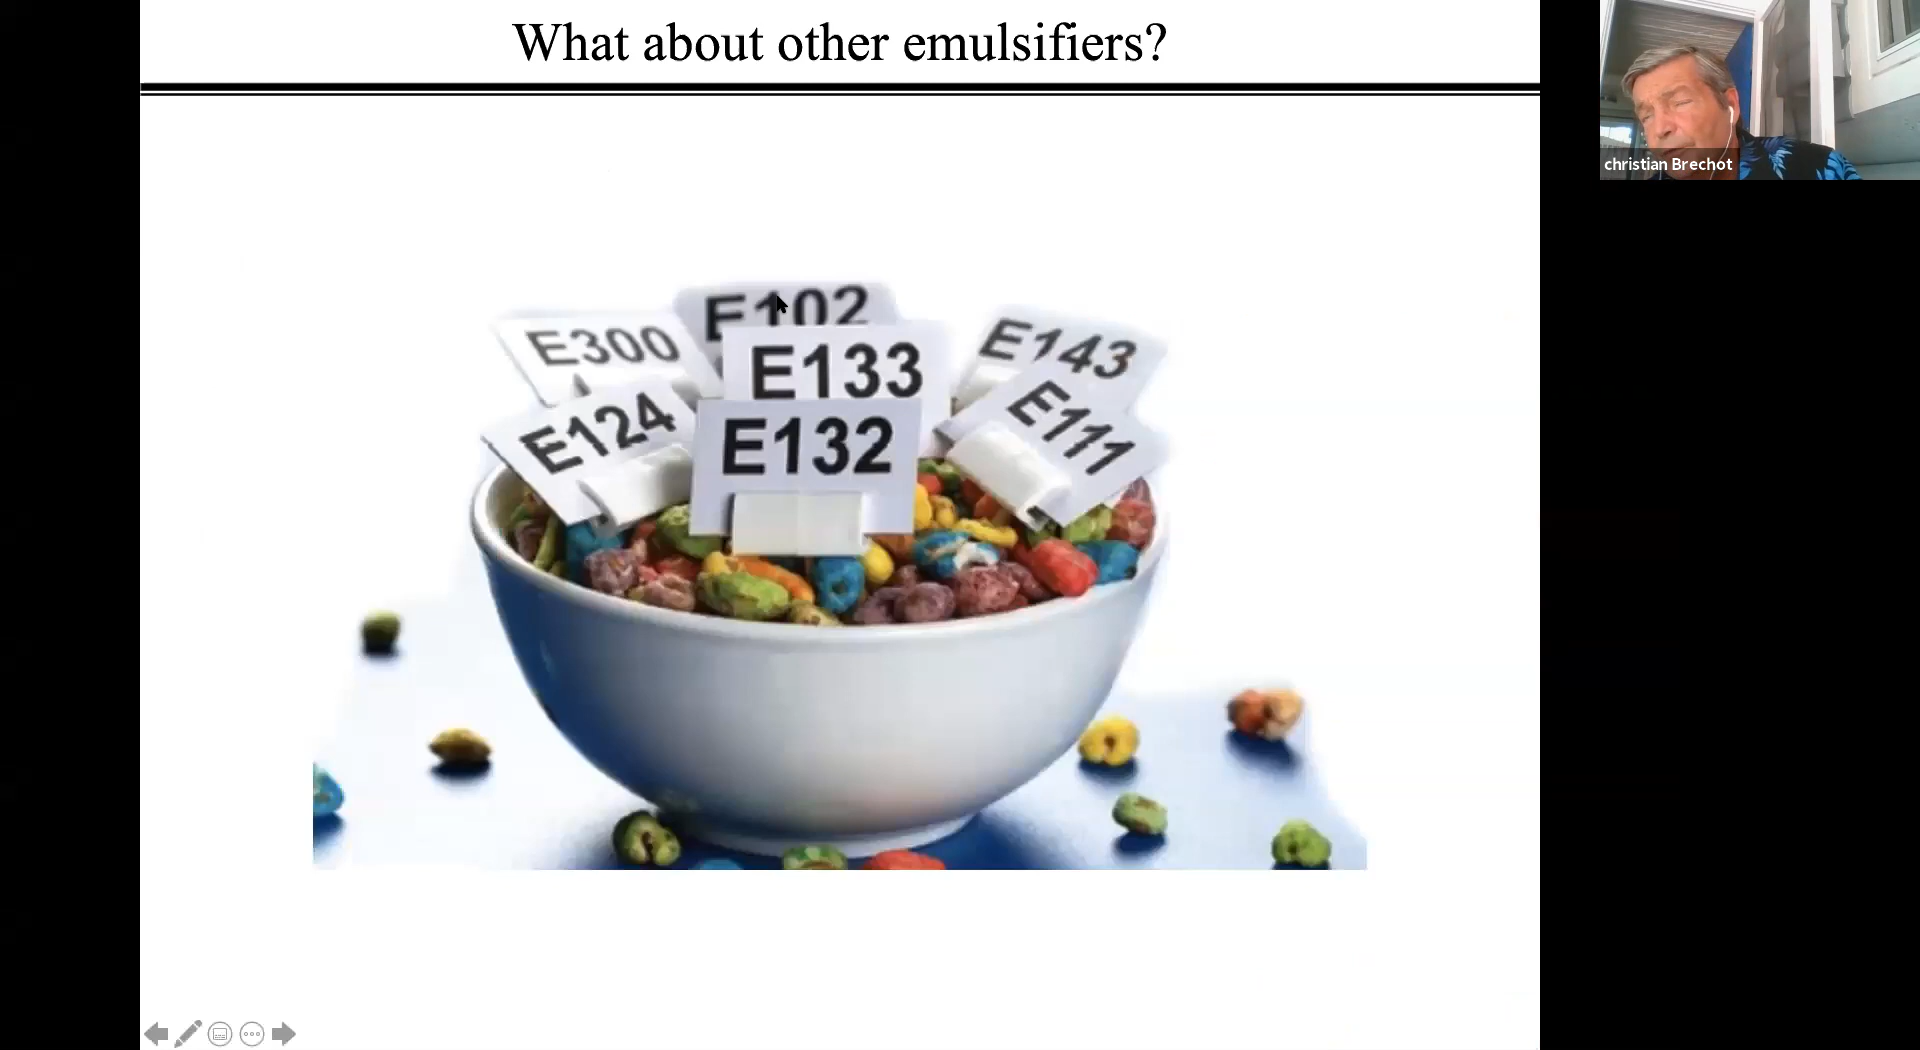 What about other emulsifiers?
christian Brechot
E102
E300
E133
E143
E124
E132
E111